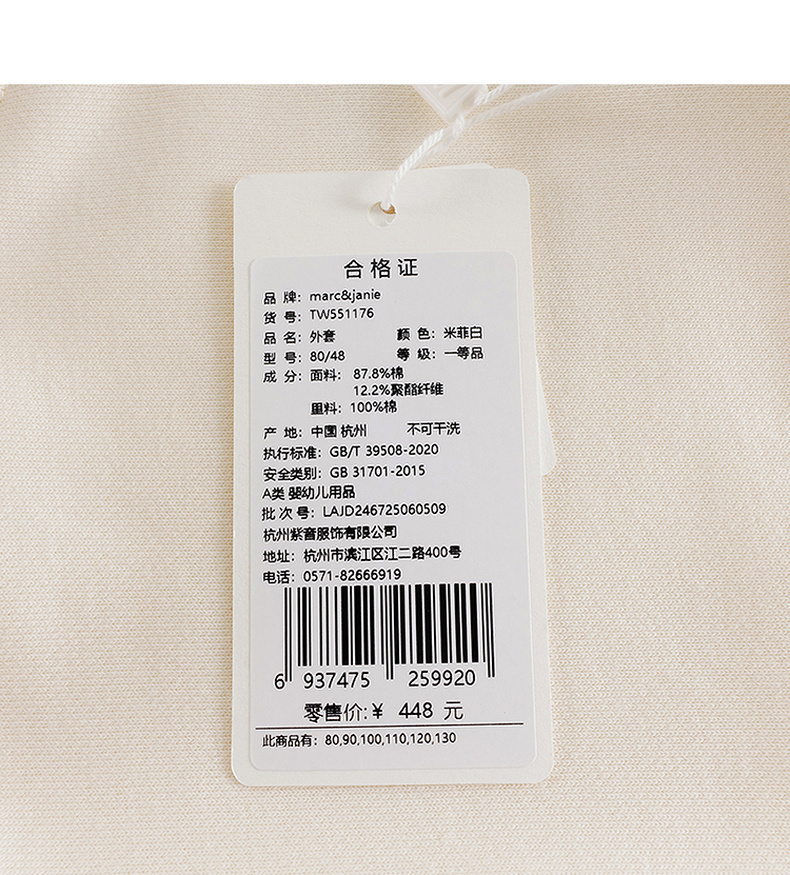 合格证
品 牌: marc&janie
货 号: TW551176
品 名: 外套 颜 色: 米菲白
型 号: 80/48 等 級: 一等品
成 分: 面料: 87.8%棉
12.2%聚酯纤维
里料: 100%棉
产 地: 中国 杭州 不可干洗
执行标准: GB/T 39508-2020
安全类别: GB 31701-2015
A类 婴幼儿用品
批 次 号: LAJD246725060509
杭州紫音服饰有限公司
地址: 杭州市滨江区江二路400号
电话: 0571-82666919
6 937475 259920
零售价:¥ 448 元
此商品有: 80,90,100,110,120,130